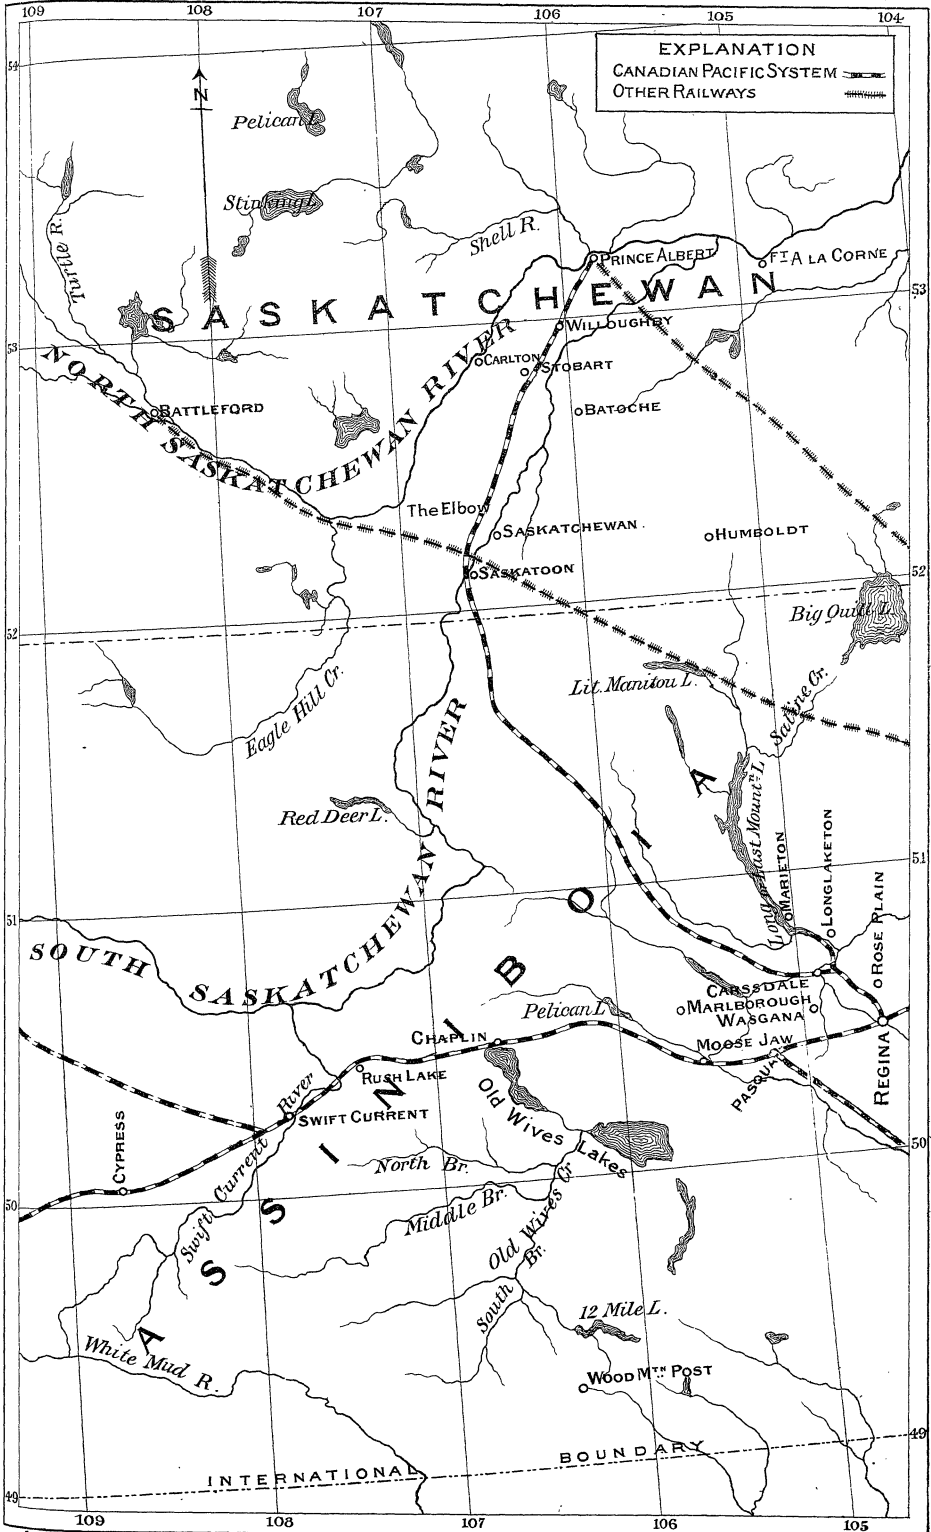 109 108 107 106 105 104
EXPLANATION
CANADIAN PACIFIC SYSTEM
OTHER RAILWAYS
54
N
Pelican L.
Stinking L.
Turtle R.
Shell R.
PRINCE ALBERT
FT A LA CORNE
SASKATCHEWAN
53
WILLOUGHBY
53
CARLTON
STOBART
BATTLEFORD
BATOCHE
NORTH SASKATCHEWAN RIVER
The Elbow
SASKATCHEWAN.
HUMBOLDT
SASKATOON
52
Big Quill L.
52
Lit. Manitou L.
Saline Cr.
Eagle Hill Cr.
Red Deer L.
Long or Last Mountn. L
MARIETON
LONGLAKETON
51
ROSE PLAIN
51
SOUTH SASKATCHEWAN RIVER
ASSINIBOIA
CARSSDALE
MARLBOROUGH
WASGANA
Pelican L
CHAPLIN
MOOSE JAW
PASQUA
REGINA
RUSH LAKE
Old Wives Lakes
SWIFT CURRENT
Swift Current River
CYPRESS
50
North Br.
50
Middle Br.
Old Wives Cr
South Br.
12 Mile L.
White Mud R.
WOOD MTN. POST
49
INTERNATIONAL BOUNDARY
49
109 108 107 106 105